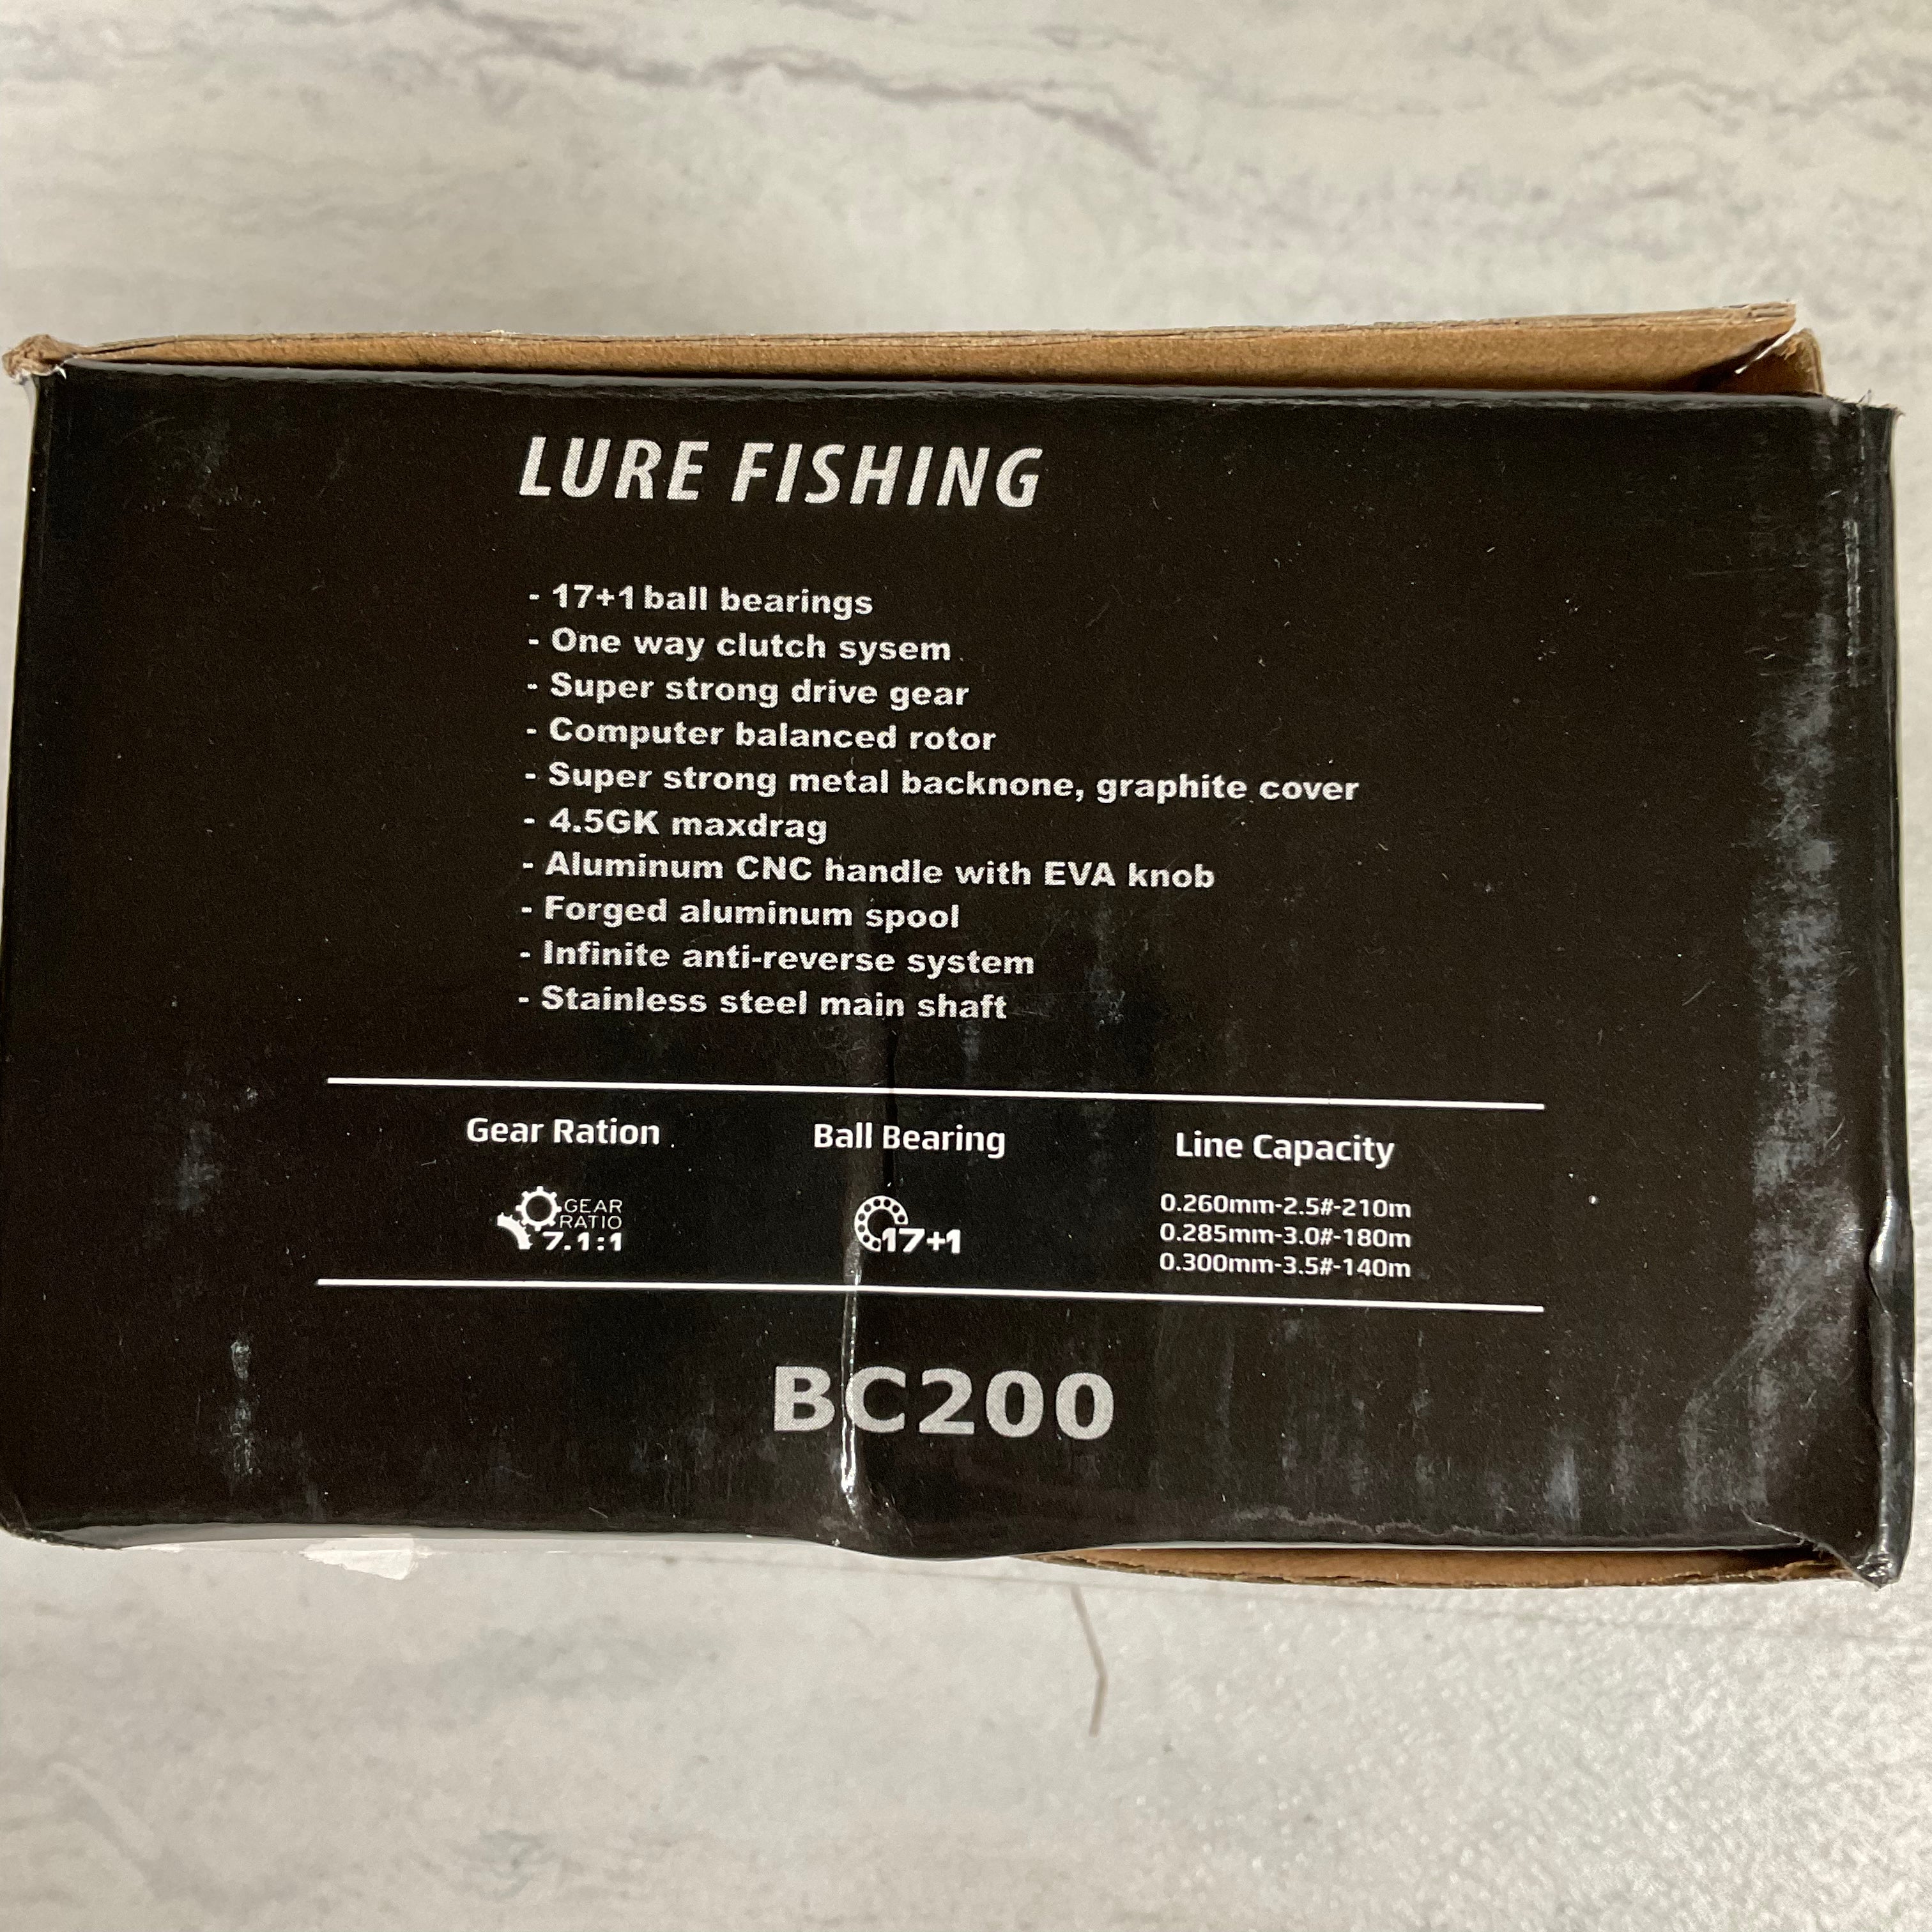 LURE FISHING
- 17+1 ball bearings
- One way clutch sysem
- Super strong drive gear
- Computer balanced rotor
- Super strong metal backnone, graphite cover
- 4.5GK maxdrag
- Aluminum CNC handle with EVA knob
- Forged aluminum spool
- Infinite anti-reverse system
- Stainless steel main shaft
Gear Ration
GEAR
RATIO
7.1:1
Ball Bearing
17+1
Line Capacity
0.260mm-2.5#-210m
0.285mm-3.0#-180m
0.300mm-3.5#-140m
BC200